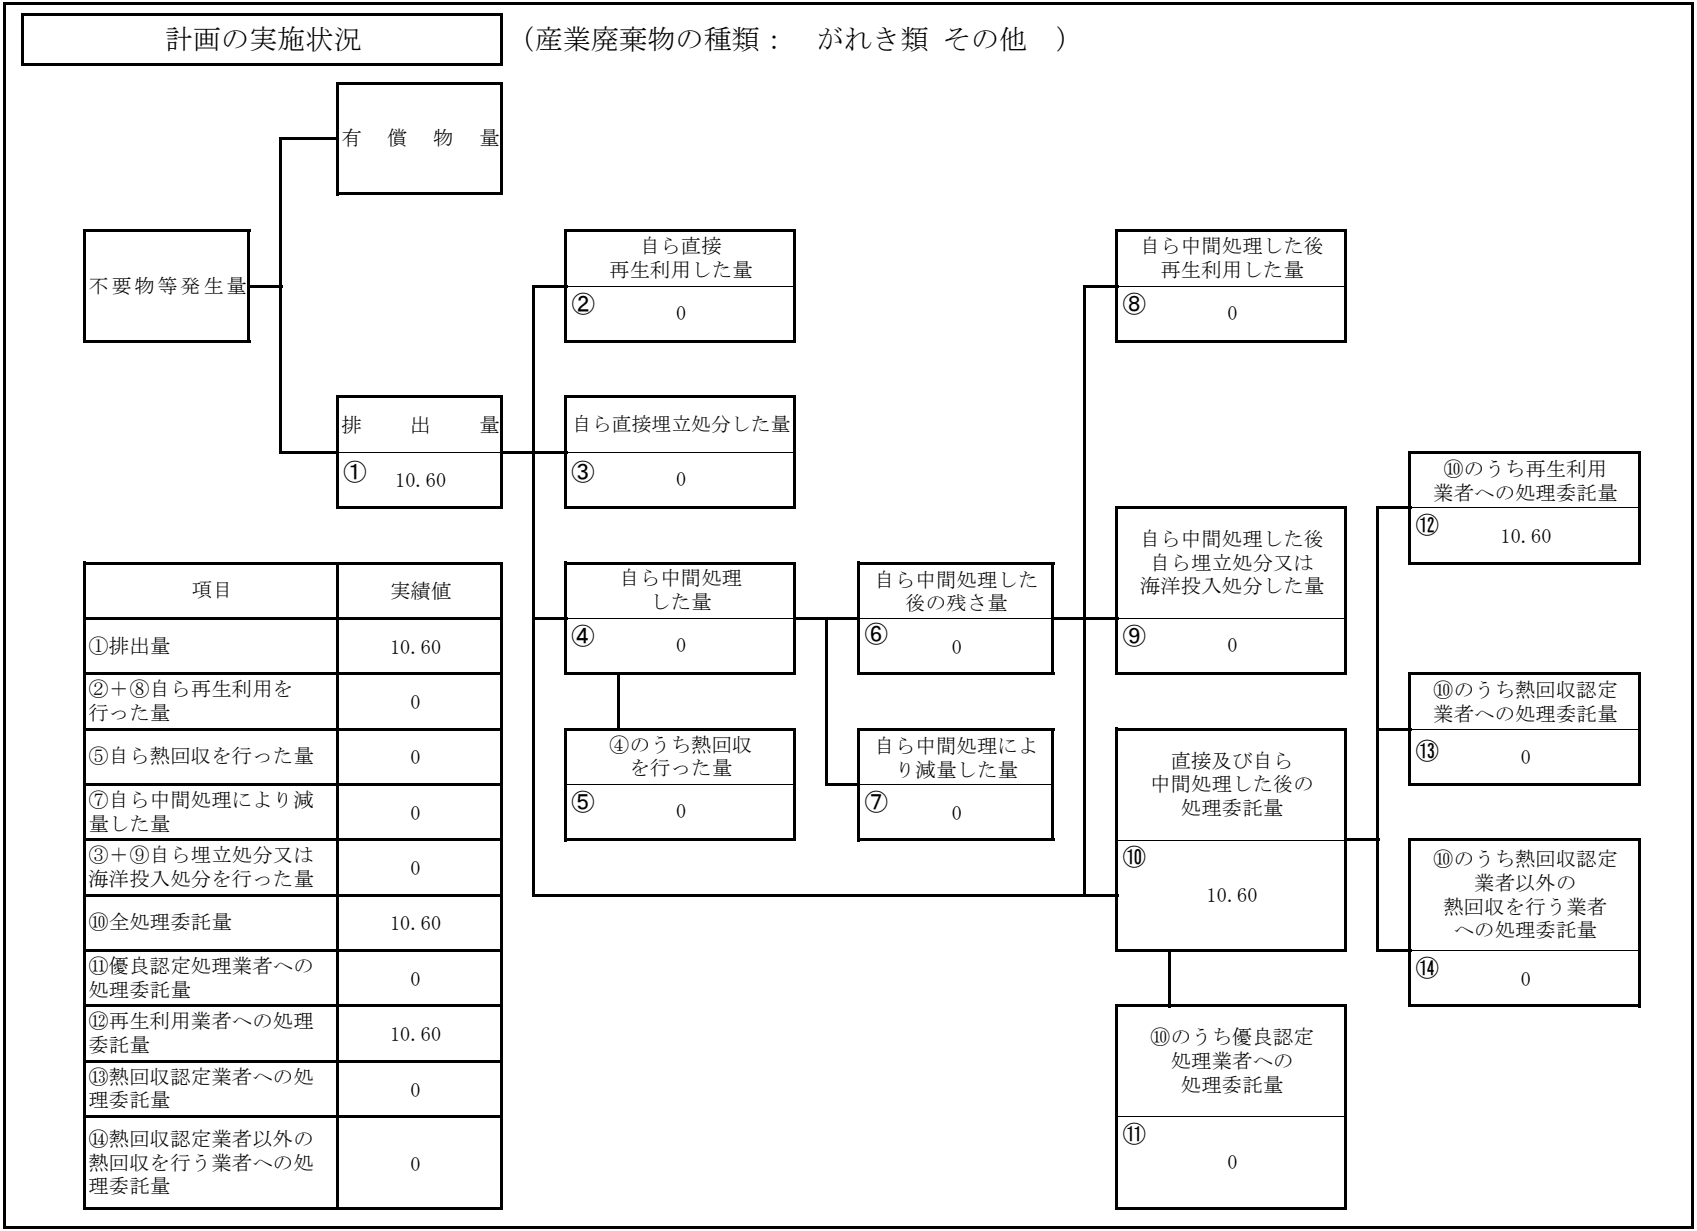 計画の実施状況
（産業廃棄物の種類： がれき類 その他 ）
有償物量
不要物等発生量
自ら直接
再生利用した量
② 0
自ら中間処理した後
再生利用した量
⑧ 0
排出量
① 10.60
自ら直接埋立処分した量
③ 0
⑩のうち再生利用
業者への処理委託量
⑫ 10.60
自ら中間処理した後
自ら埋立処分又は
海洋投入処分した量
⑨ 0
自ら中間処理
した量
④ 0
自ら中間処理した
後の残さ量
⑥ 0
⑩のうち熱回収認定
業者への処理委託量
⑬ 0
④のうち熱回収
を行った量
⑤ 0
自ら中間処理によ
り減量した量
⑦ 0
直接及び自ら
中間処理した後の
処理委託量
⑩
10.60
⑩のうち熱回収認定
業者以外の
熱回収を行う業者
への処理委託量
⑭ 0
⑩のうち優良認定
処理業者への
処理委託量
⑪
0
項目 実績値
①排出量 10.60
②＋⑧自ら再生利用を
行った量 0
⑤自ら熱回収を行った量 0
⑦自ら中間処理により減
量した量 0
③＋⑨自ら埋立処分又は
海洋投入処分を行った量 0
⑩全処理委託量 10.60
⑪優良認定処理業者への
処理委託量 0
⑫再生利用業者への処理
委託量 10.60
⑬熱回収認定業者への処
理委託量 0
⑭熱回収認定業者以外の
熱回収を行う業者への処 0
理委託量